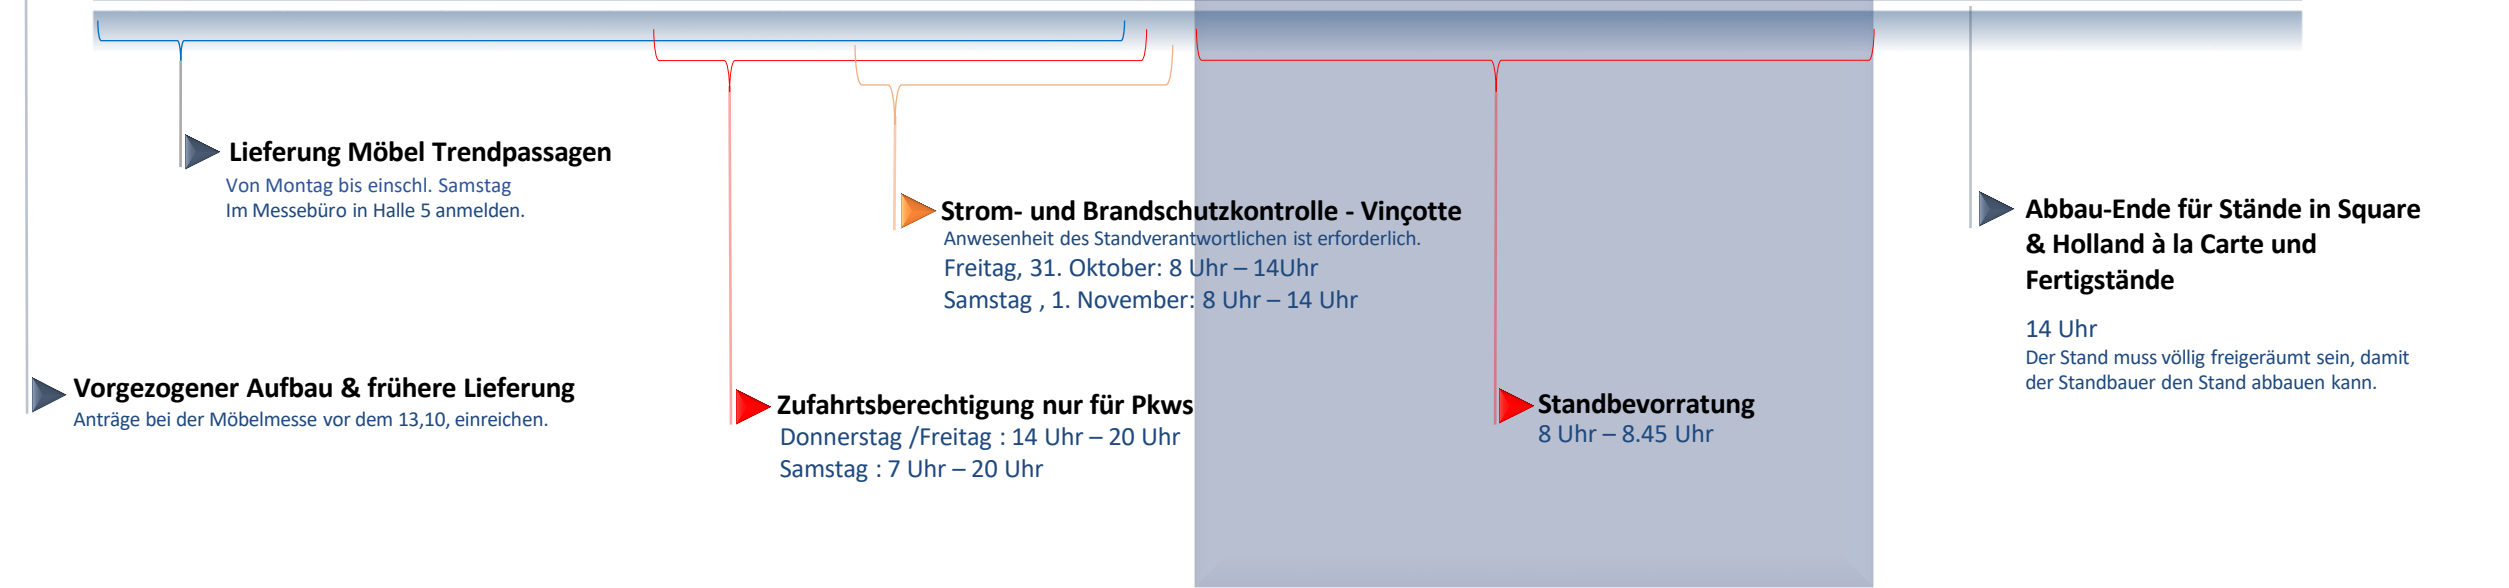 Lieferung Möbel Trendpassagen
Von Montag bis einschl. Samstag
Im Messebüro in Halle 5 anmelden.
Vorgezogener Aufbau & frühere Lieferung
Anträge bei der Möbelmesse vor dem 13,10, einreichen.
Strom- und Brandschutzkontrolle - Vinçotte
Anwesenheit des Standverantwortlichen ist erforderlich.
Freitag, 31. Oktober: 8 Uhr – 14Uhr
Samstag , 1. November: 8 Uhr – 14 Uhr
Zufahrtsberechtigung nur für Pkws
Donnerstag /Freitag : 14 Uhr – 20 Uhr
Samstag : 7 Uhr – 20 Uhr
Standbevorratung
8 Uhr – 8.45 Uhr
Abbau-Ende für Stände in Square
& Holland à la Carte und
Fertigstände
14 Uhr
Der Stand muss völlig freigeräumt sein, damit
der Standbauer den Stand abbauen kann.